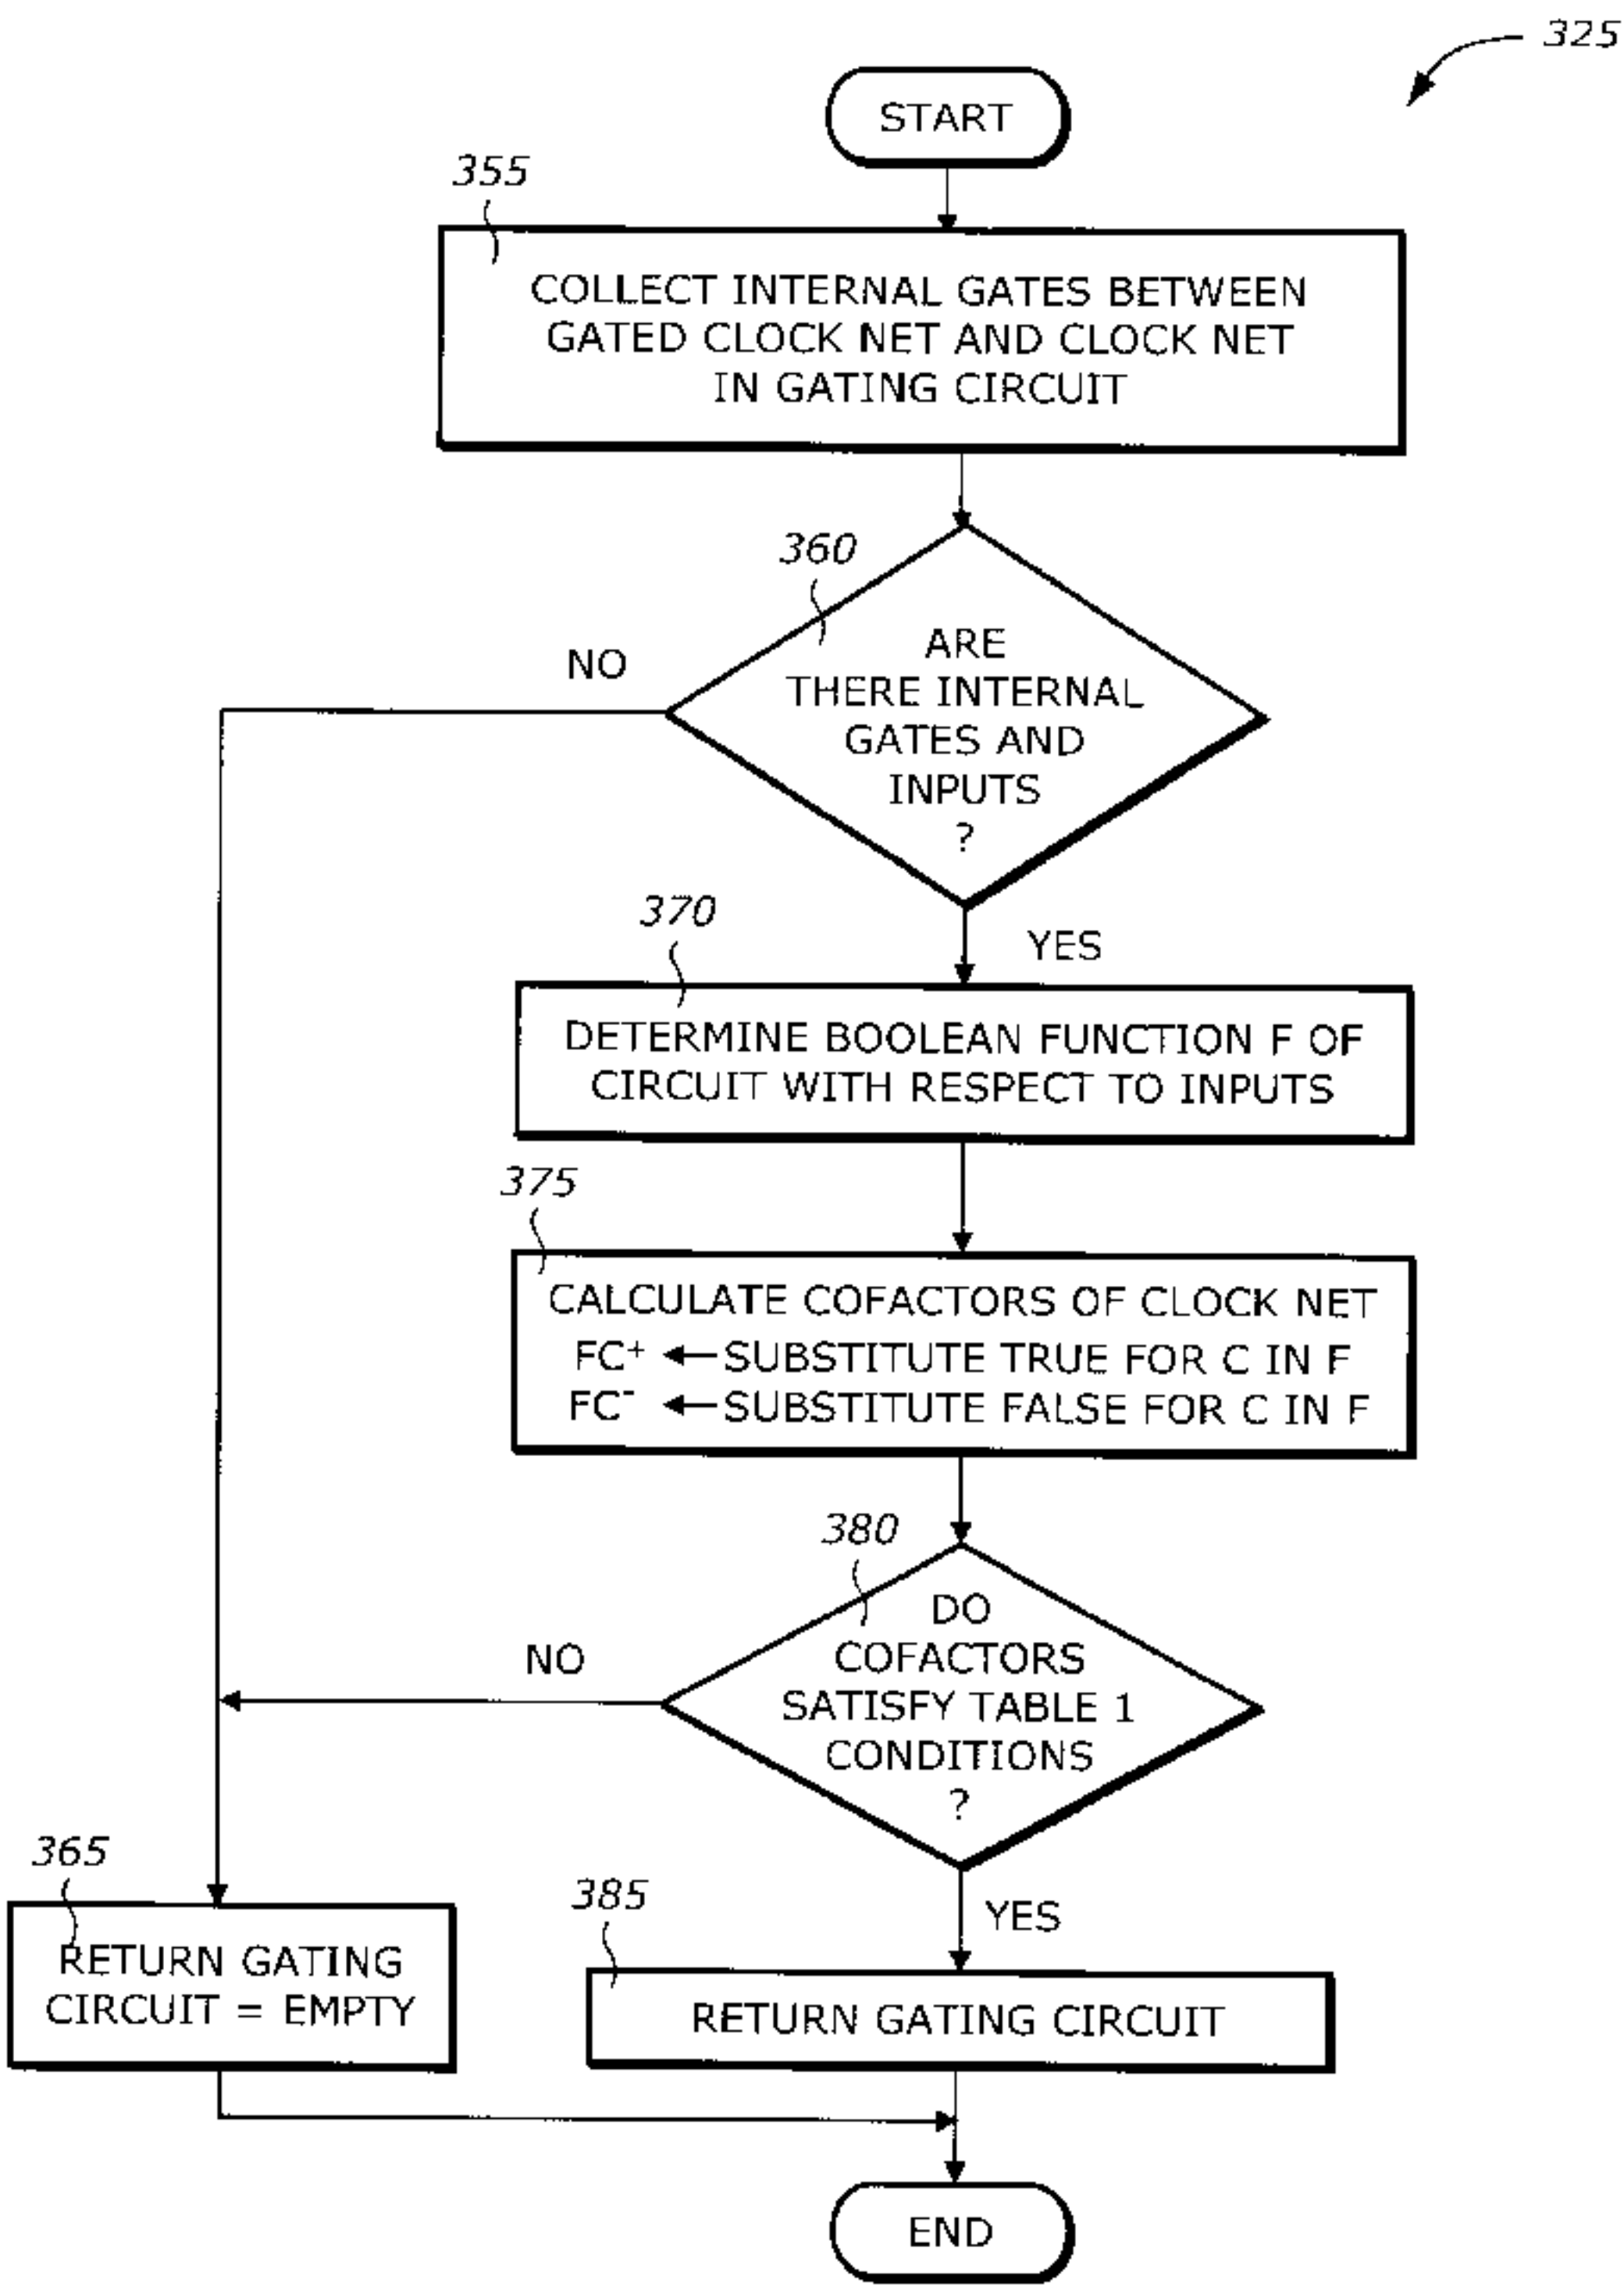 325
START
355
COLLECT INTERNAL GATES BETWEEN
GATED CLOCK NET AND CLOCK NET
IN GATING CIRCUIT
360
ARE
THERE INTERNAL
GATES AND
INPUTS
?
NO
YES
370
DETERMINE BOOLEAN FUNCTION F OF
CIRCUIT WITH RESPECT TO INPUTS
375
CALCULATE COFACTORS OF CLOCK NET
FC⁺ ← SUBSTITUTE TRUE FOR C IN F
FC⁻ ← SUBSTITUTE FALSE FOR C IN F
380
DO
COFACTORS
SATISFY TABLE 1
CONDITIONS
?
NO
YES
365
RETURN GATING
CIRCUIT = EMPTY
385
RETURN GATING CIRCUIT
END